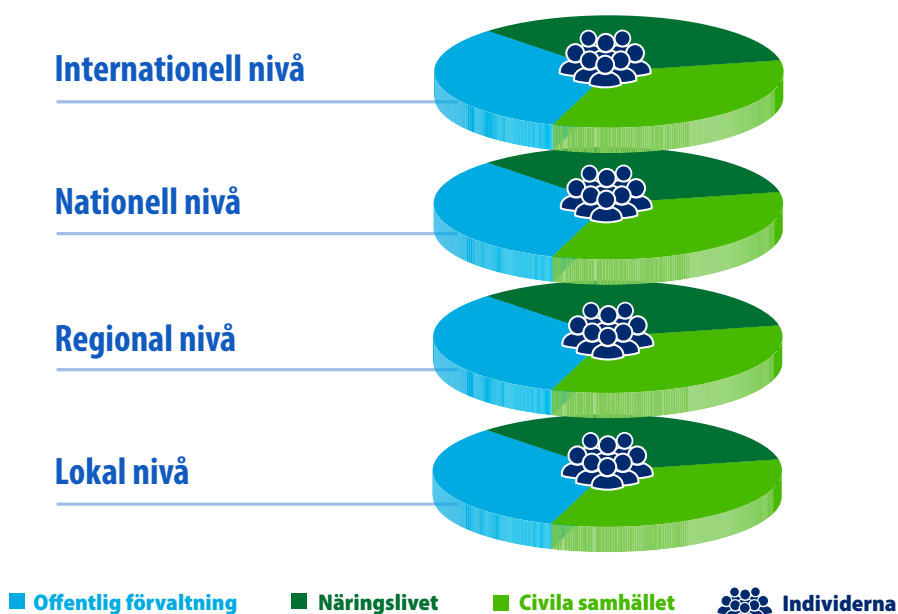 Internationell nivå
Nationell nivå
Regional nivå
Lokal nivå
Offentlig förvaltning Näringslivet Civila samhället Individerna